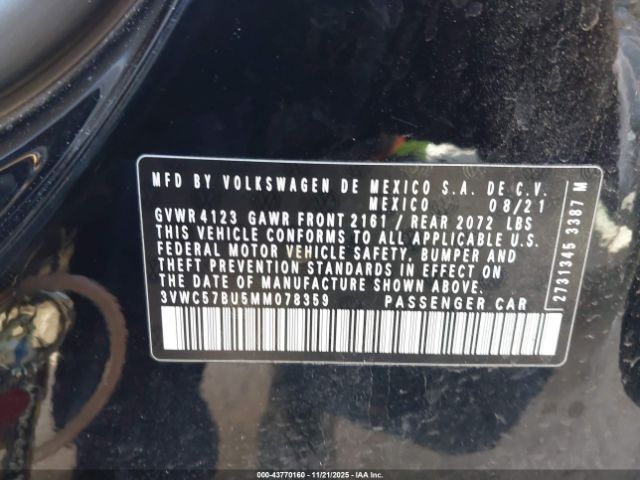 MFD BY VOLKSWAGEN DE MEXICO S.A. DE C.V.
MEXICO 08/21
GVWR 4123 GAWR FRONT 2161 / REAR 2072 LBS
THIS VEHICLE CONFORMS TO ALL APPLICABLE U.S.
FEDERAL MOTOR VEHICLE SAFETY, BUMPER AND
THEFT PREVENTION STANDARDS IN EFFECT ON
THE DATE OF MANUFACTURE SHOWN ABOVE.
3VWC57BU5MM078359 PASSENGER CAR
2731345 3387 M
000-43770160 - 11/21/2025 - IAAI.COM